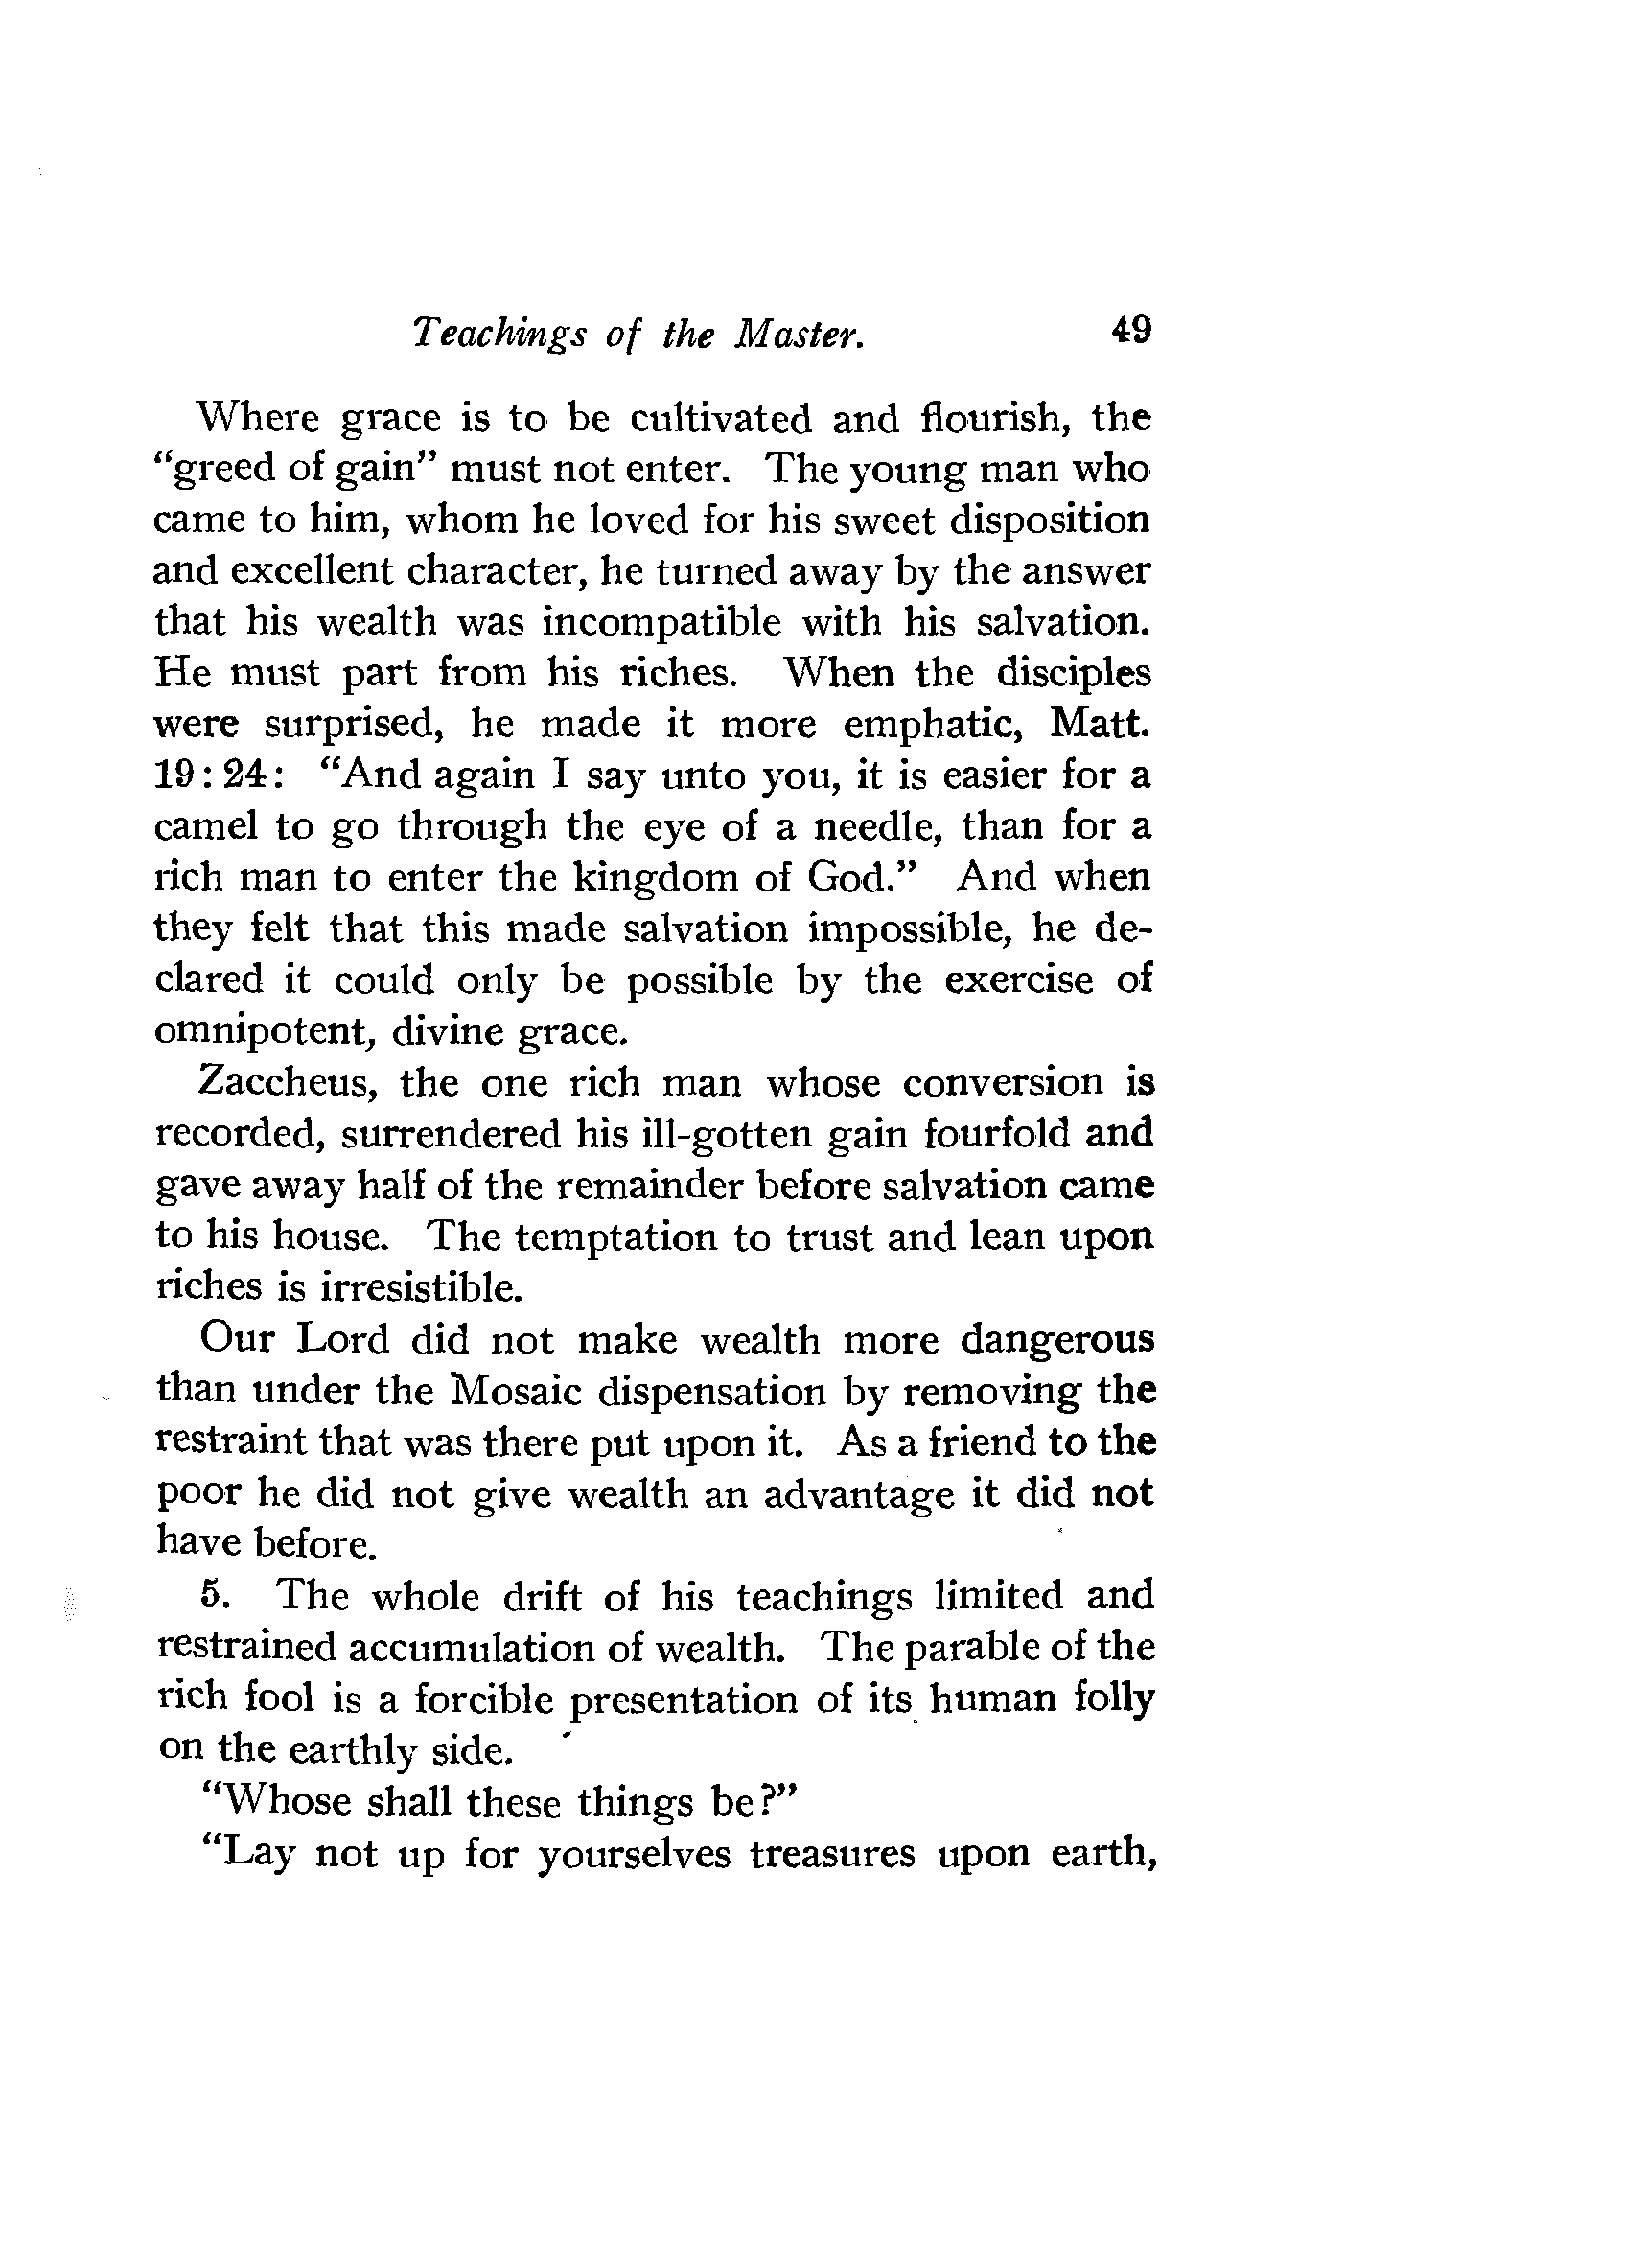 Teachings of the Master. 49
Where grace is to be cultivated and flourish, the
"greed of gain" must not enter. The young man who
came to him, whom he loved for his sweet disposition
and excellent character, he turned away by the answer
that his wealth was incompatible with his salvation.
He must part from his riches. When the disciples
were surprised, he made it more emphatic, Matt.
19:24: "And again I say unto you, it is easier for a
camel to go through the eye of a needle, than for a
rich man to enter the kingdom of God." And when
they felt that this made salvation impossible, he de-
clared it could only be possible by the exercise of
omnipotent, divine grace.
Zaccheus, the one rich man whose conversion is
recorded, surrendered his ill-gotten gain fourfold and
gave away half of the remainder before salvation came
to his house. The temptation to trust and lean upon
riches is irresistible.
Our Lord did not make wealth more dangerous
than under the Mosaic dispensation by removing the
restraint that was there put upon it. As a friend to the
poor he did not give wealth an advantage it did not
have before.
5. The whole drift of his teachings limited and
restrained accumulation of wealth. The parable of the
rich fool is a forcible presentation of its human folly
on the earthly side.
"Whose shall these things be?"
"Lay not up for yourselves treasures upon earth,